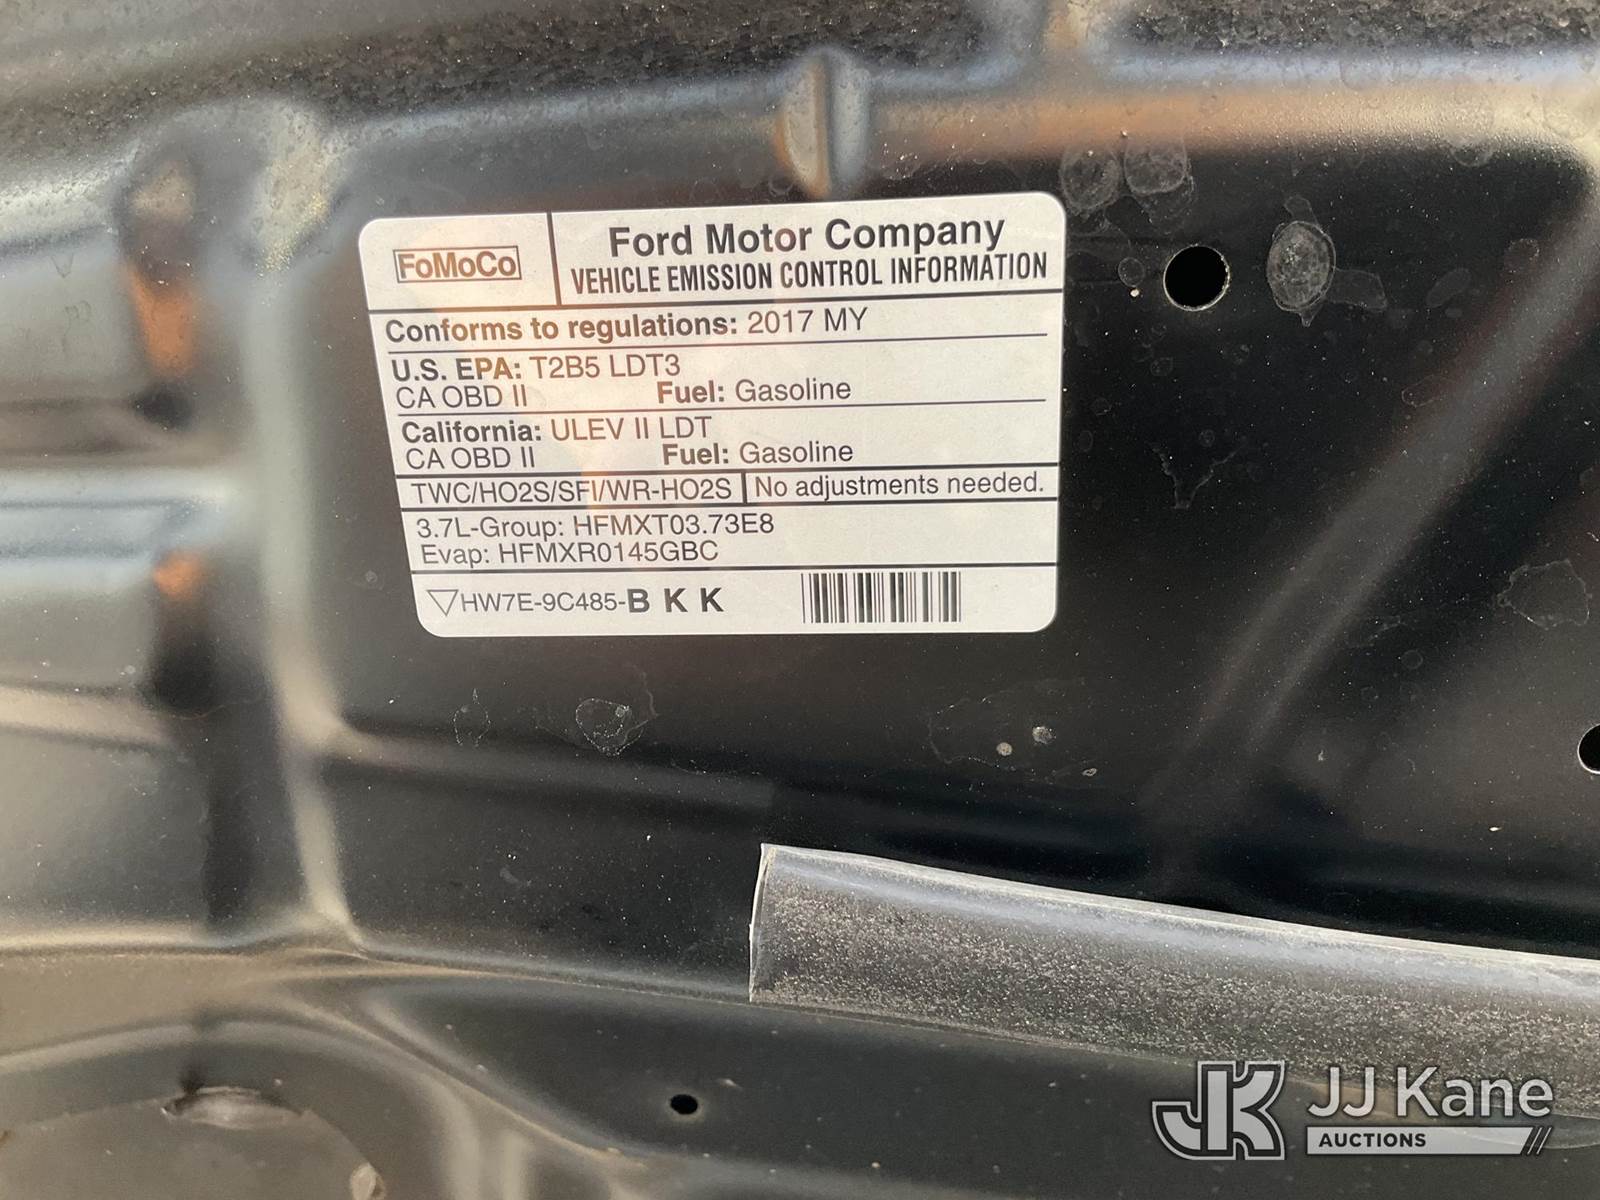 FoMoCo
Ford Motor Company
VEHICLE EMISSION CONTROL INFORMATION
Conforms to regulations: 2017 MY
U.S. EPA: T2B5 LDT3
CA OBD II Fuel: Gasoline
California: ULEV II LDT
CA OBD II Fuel: Gasoline
TWC/HO2S/SFI/WR-HO2S No adjustments needed.
3.7L-Group: HFMXT03.73E8
Evap: HFMXR0145GBC
HW7E-9C485-B K K
JK JJ Kane
AUCTIONS